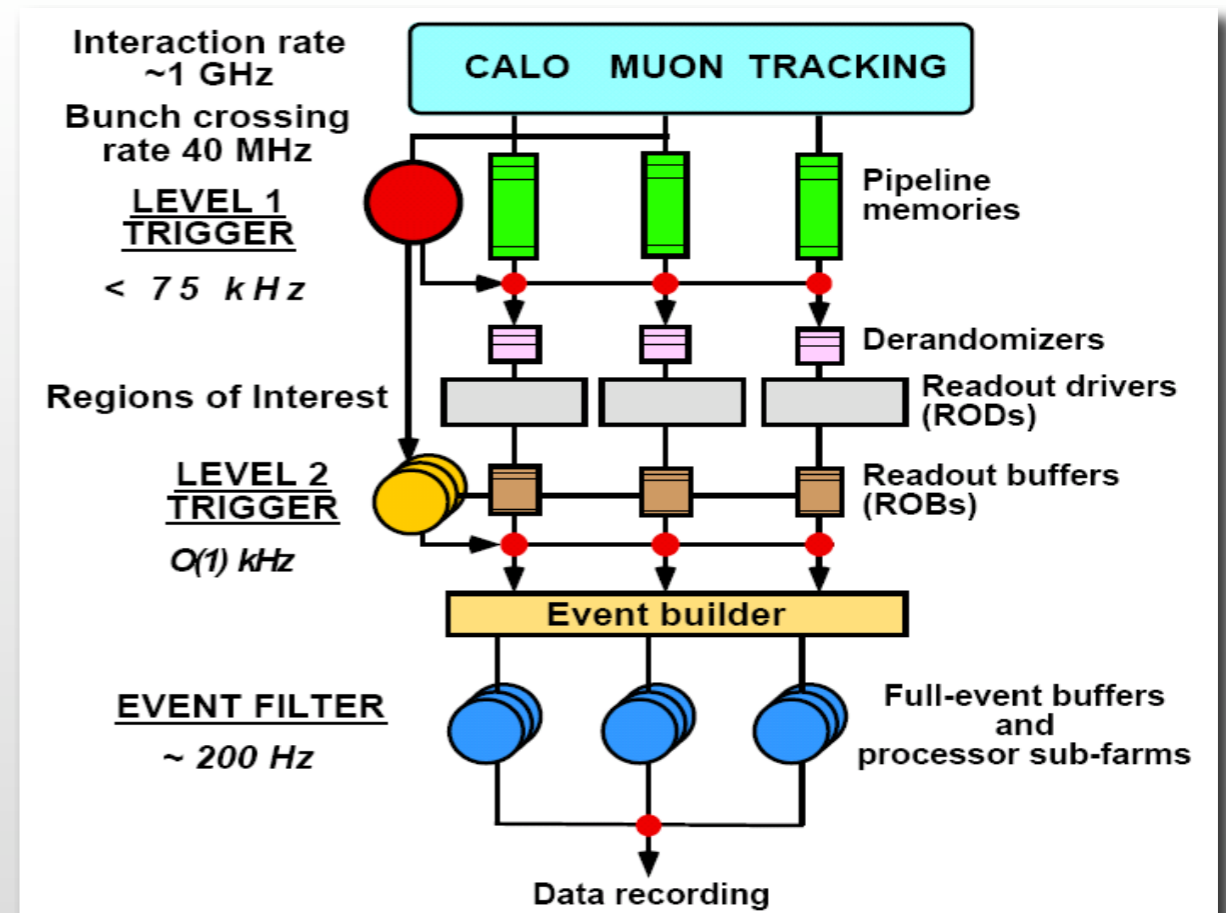 Interaction rate
~1 GHz
Bunch crossing
rate 40 MHz
CALO MUON TRACKING
LEVEL 1
TRIGGER
< 75 kHz
Pipeline
memories
Derandomizers
Regions of Interest
Readout drivers
(RODs)
LEVEL 2
TRIGGER
O(1) kHz
Readout buffers
(ROBs)
Event builder
EVENT FILTER
~ 200 Hz
Full-event buffers
and
processor sub-farms
Data recording